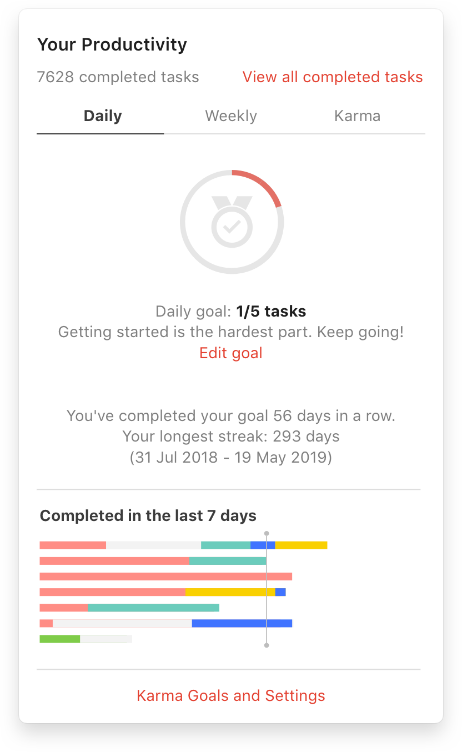 Your Productivity
7628 completed tasks View all completed tasks
Daily Weekly Karma
Daily goal: 1/5 tasks
Getting started is the hardest part. Keep going!
Edit goal
You've completed your goal 56 days in a row.
Your longest streak: 293 days
(31 Jul 2018 - 19 May 2019)
Completed in the last 7 days
Karma Goals and Settings